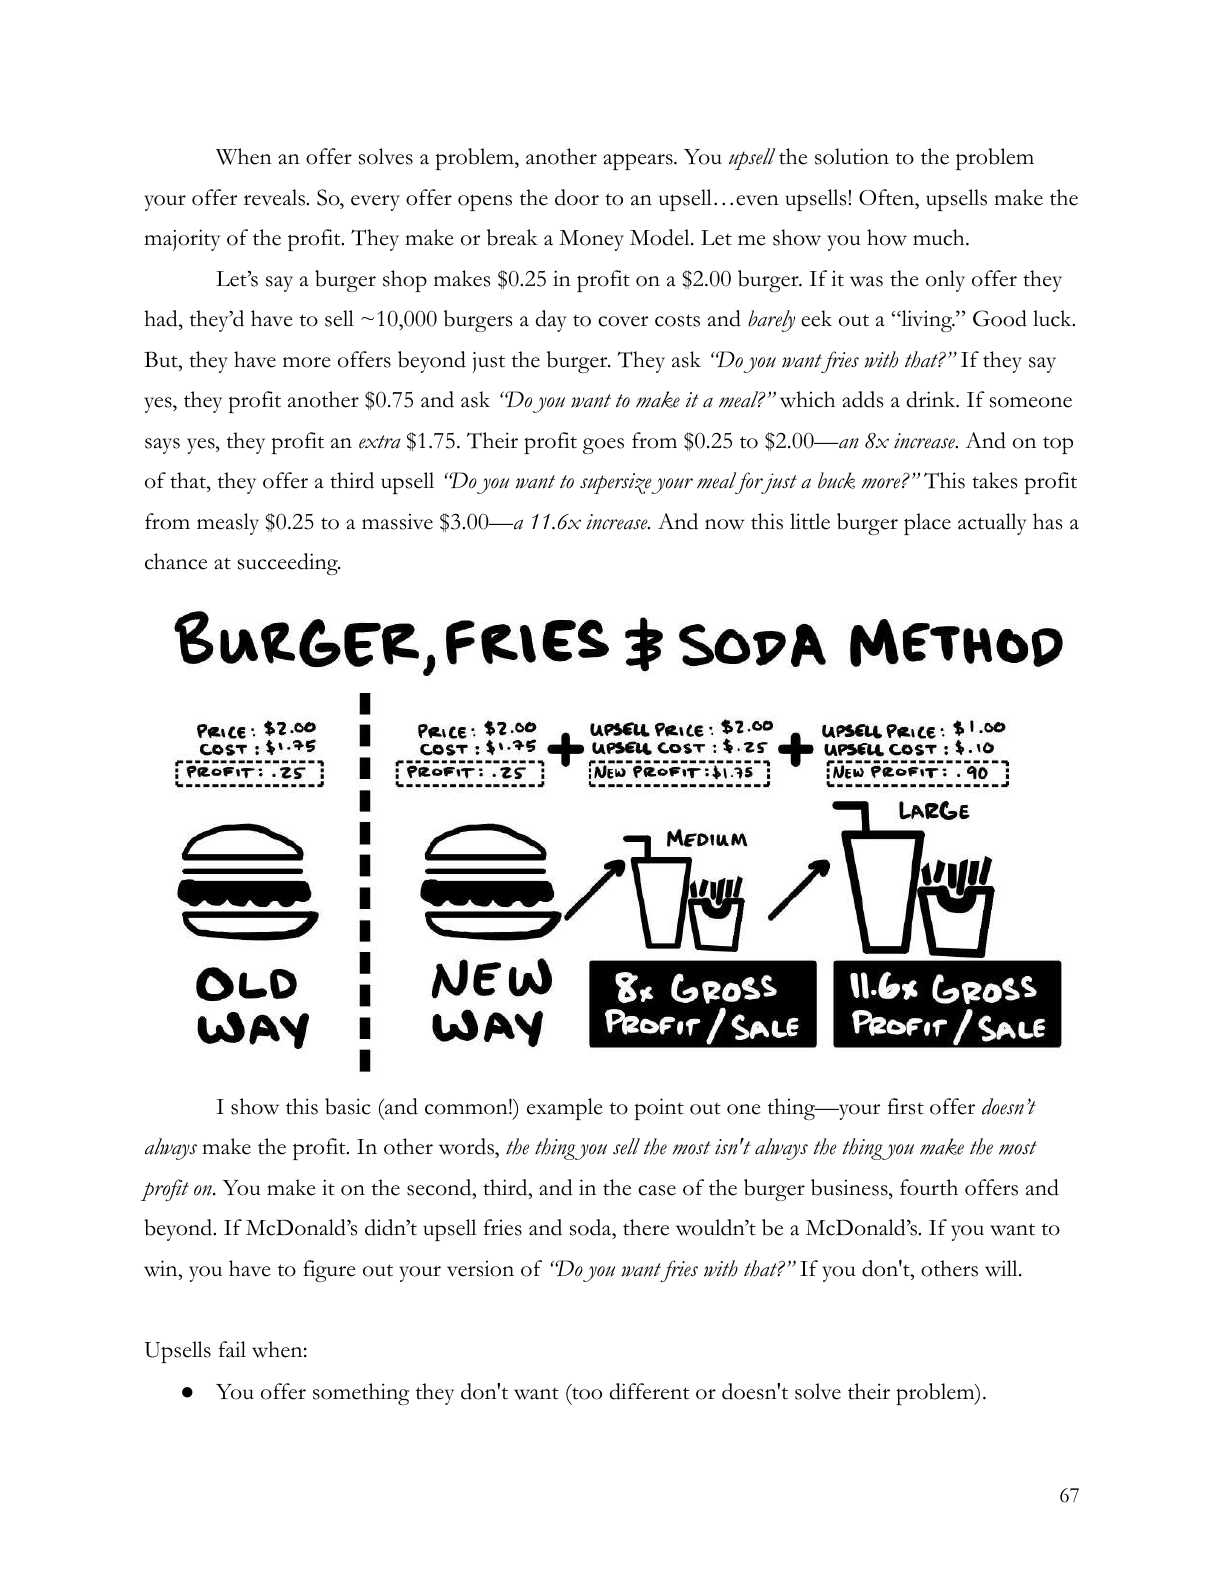 When an offer solves a problem, another appears. You upsell the solution to the problem
your offer reveals. So, every offer opens the door to an upsell…even upsells! Often, upsells make the
majority of the profit. They make or break a Money Model. Let me show you how much.
Let’s say a burger shop makes $0.25 in profit on a $2.00 burger. If it was the only offer they
had, they’d have to sell ~10,000 burgers a day to cover costs and barely eek out a “living.” Good luck.
But, they have more offers beyond just the burger. They ask “Do you want fries with that?” If they say
yes, they profit another $0.75 and ask “Do you want to make it a meal?” which adds a drink. If someone
says yes, they profit an extra $1.75. Their profit goes from $0.25 to $2.00—an 8x increase. And on top
of that, they offer a third upsell “Do you want to supersize your meal for just a buck more?” This takes profit
from measly $0.25 to a massive $3.00—a 11.6x increase. And now this little burger place actually has a
chance at succeeding.
BURGER, FRIES & SODA METHOD
PRICE: $2.00
COST: $1.75
PROFIT: .25
OLD
WAY
PRICE: $2.00
COST: $1.75
PROFIT: .25
NEW
WAY
+
UPSELL PRICE: $2.00
UPSELL COST: $.25
NEW PROFIT: $1.75
MEDIUM
8x GROSS
PROFIT/SALE
+
UPSELL PRICE: $1.00
UPSELL COST: $.10
NEW PROFIT: .90
LARGE
11.6x GROSS
PROFIT/SALE
I show this basic (and common!) example to point out one thing—your first offer doesn’t
always make the profit. In other words, the thing you sell the most isn't always the thing you make the most
profit on. You make it on the second, third, and in the case of the burger business, fourth offers and
beyond. If McDonald’s didn’t upsell fries and soda, there wouldn’t be a McDonald’s. If you want to
win, you have to figure out your version of “Do you want fries with that?” If you don't, others will.
Upsells fail when:
● You offer something they don't want (too different or doesn't solve their problem).
67